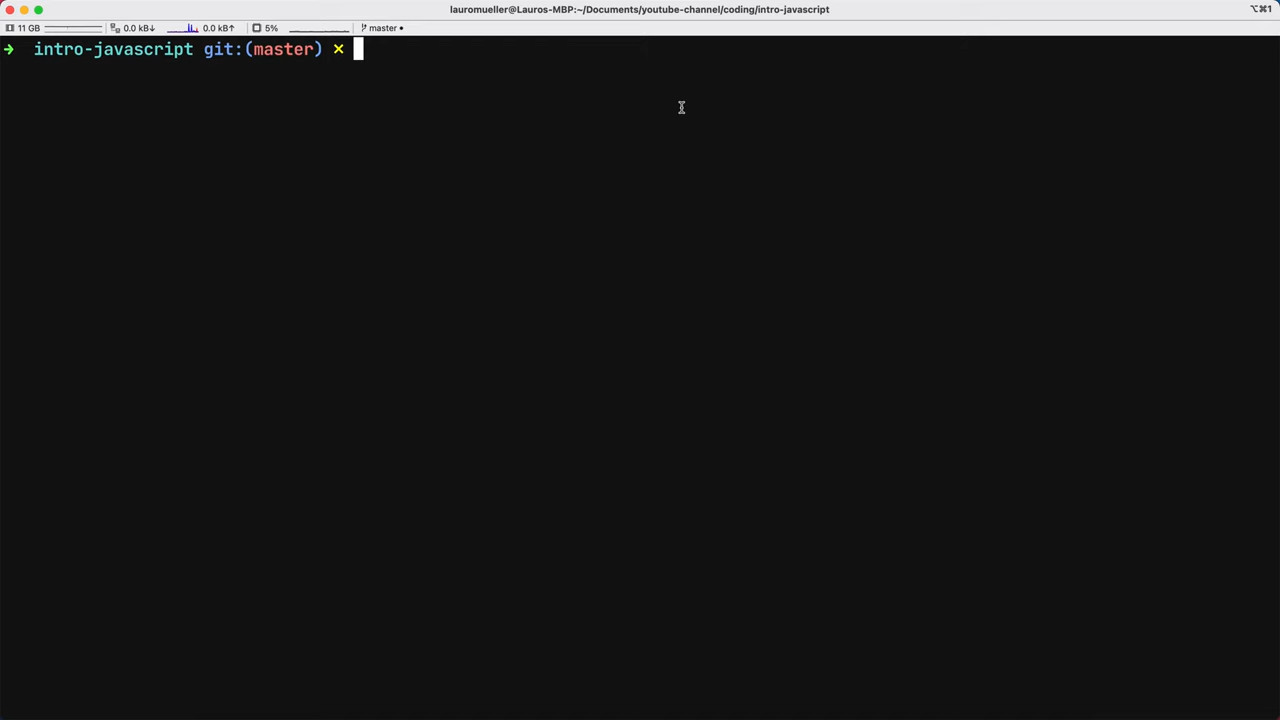 lauromueller@Lauros-MBP:~/Documents/youtube-channel/coding/intro-javascript
⌥⌘1
11 GB 0.0 kB↓ 0.0 kB↑ 5% master •
➜ intro-javascript git:(master) ✗